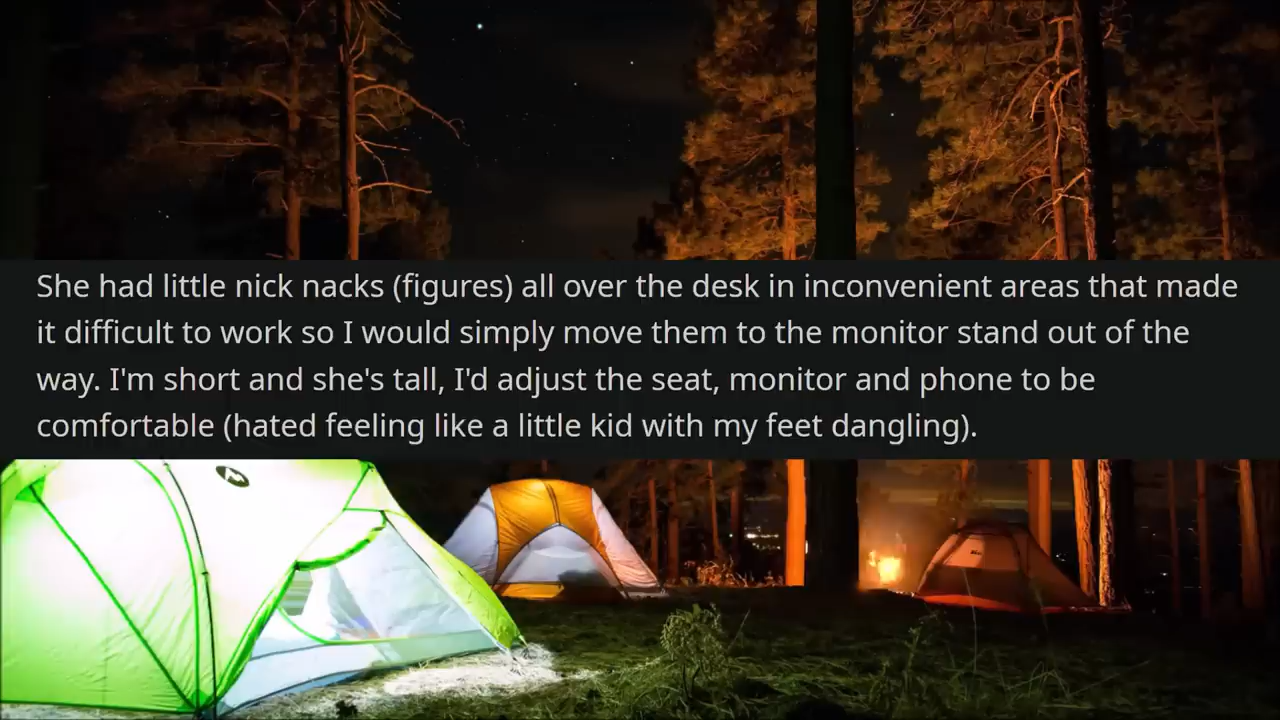 She had little nick nacks (figures) all over the desk in inconvenient areas that made
it difficult to work so I would simply move them to the monitor stand out of the
way. I'm short and she's tall, I'd adjust the seat, monitor and phone to be
comfortable (hated feeling like a little kid with my feet dangling).